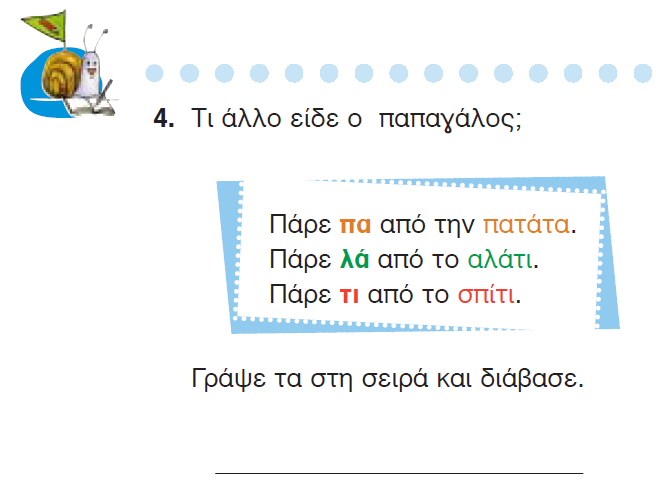 4. Τι άλλο είδε ο παπαγάλος;
Πάρε πα από την πατάτα.
Πάρε λά από το αλάτι.
Πάρε τι από το σπίτι.
Γράψε τα στη σειρά και διάβασε.